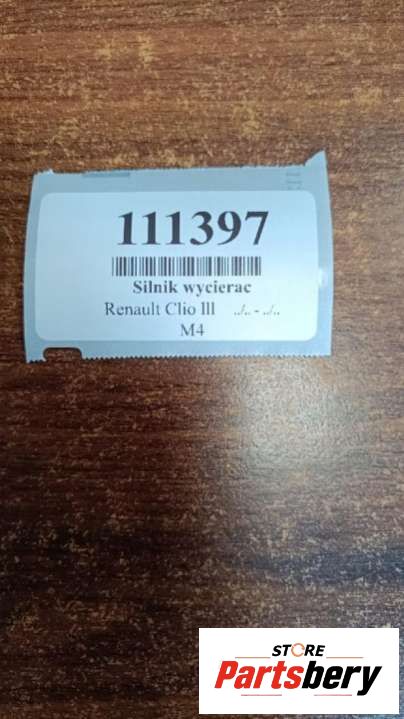 111397
Silnik wycierac
Renault Clio III ./.. - ./..
M4
STORE
Partsbery